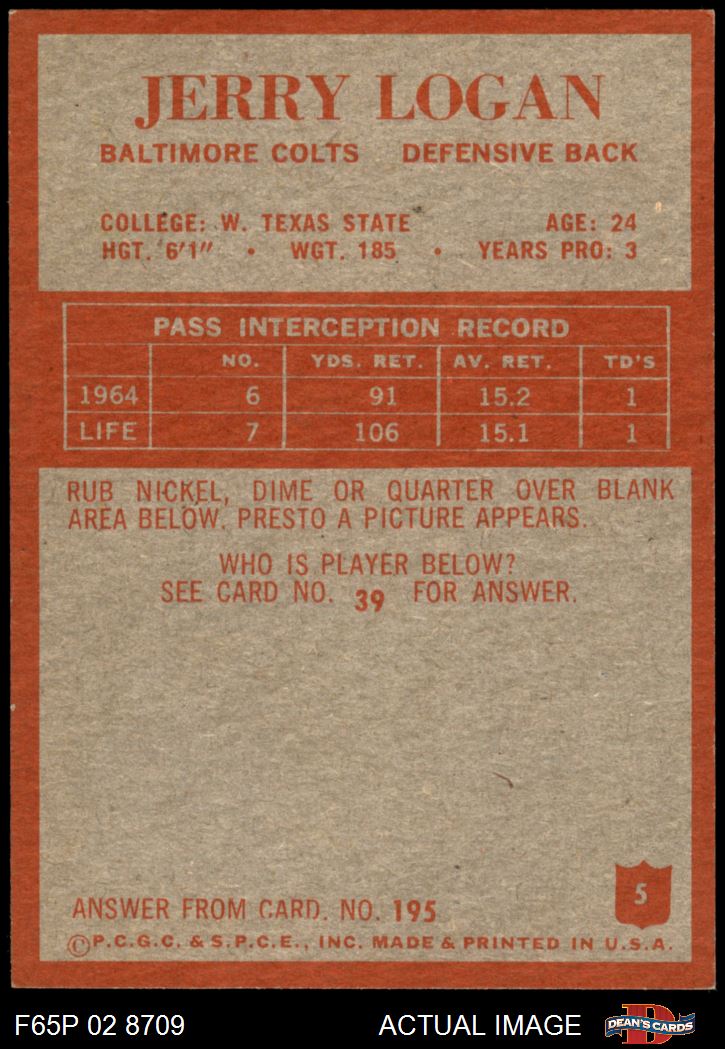 JERRY LOGAN
BALTIMORE COLTS DEFENSIVE BACK
COLLEGE: W. TEXAS STATE AGE: 24
HGT. 6'1" • WGT. 185 • YEARS PRO: 3
PASS INTERCEPTION RECORD
NO. YDS. RET. AV. RET. TD'S
1964 6 91 15.2 1
LIFE 7 106 15.1 1
RUB NICKEL, DIME OR QUARTER OVER BLANK
AREA BELOW. PRESTO A PICTURE APPEARS.
WHO IS PLAYER BELOW?
SEE CARD NO. 39 FOR ANSWER.
5
ANSWER FROM CARD. NO. 195
©P.C.G.C. & S.P.C.E., INC. MADE & PRINTED IN U.S.A.
F65P 02 8709 ACTUAL IMAGE
D
DEAN'S CARDS